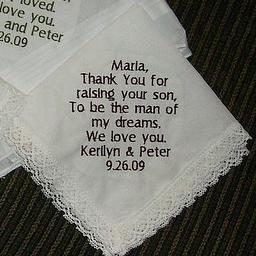 loved.
love you.
and Peter
26.09
Maria,
Thank You for
raising your son,
To be the man of
my dreams.
We love you.
Kerilyn & Peter
9.26.09